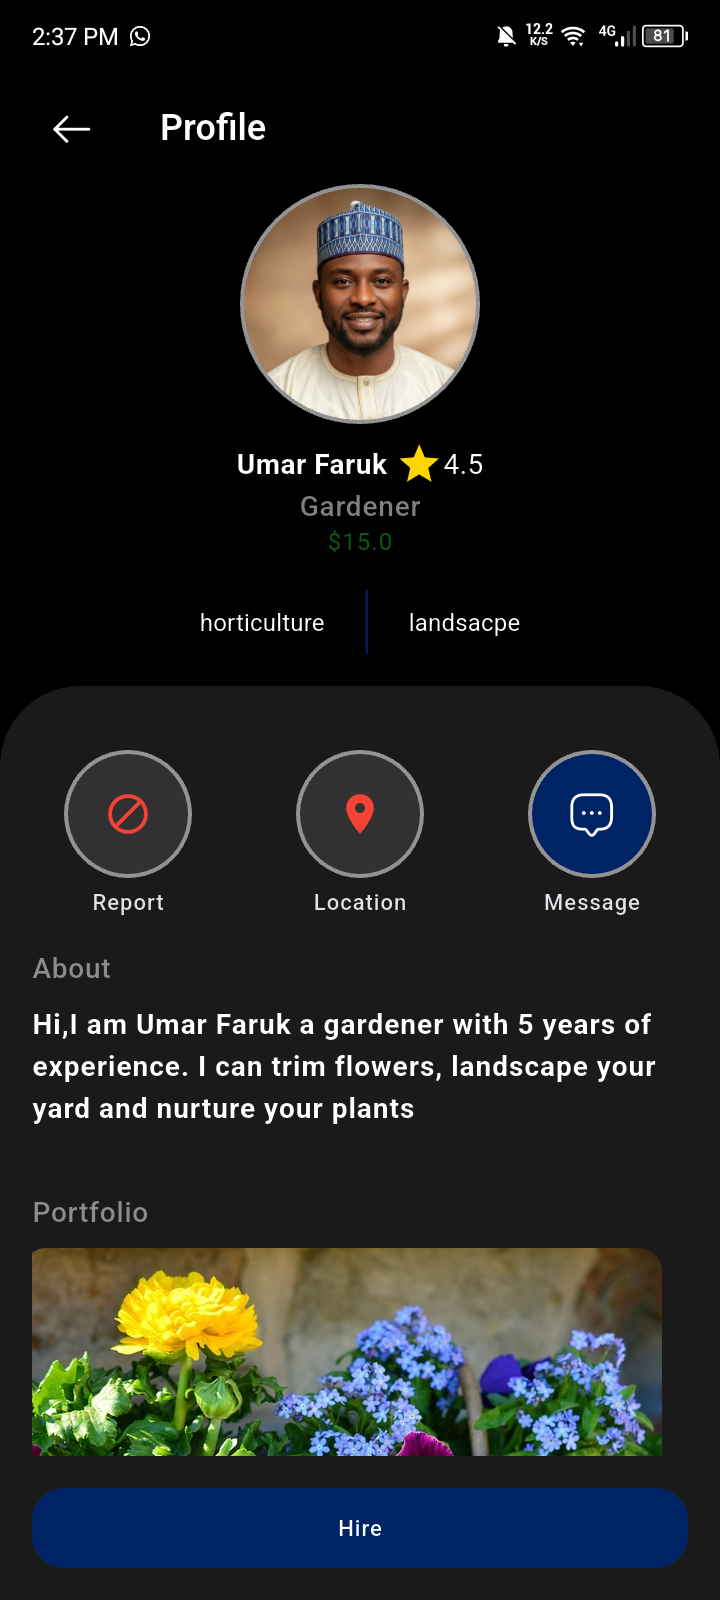 2:37 PM
12.2
K/S
4G
81
Profile
Umar Faruk 4.5
Gardener
$15.0
horticulture
landsacpe
Report
Location
Message
About
Hi,I am Umar Faruk a gardener with 5 years of
experience. I can trim flowers, landscape your
yard and nurture your plants
Portfolio
Hire